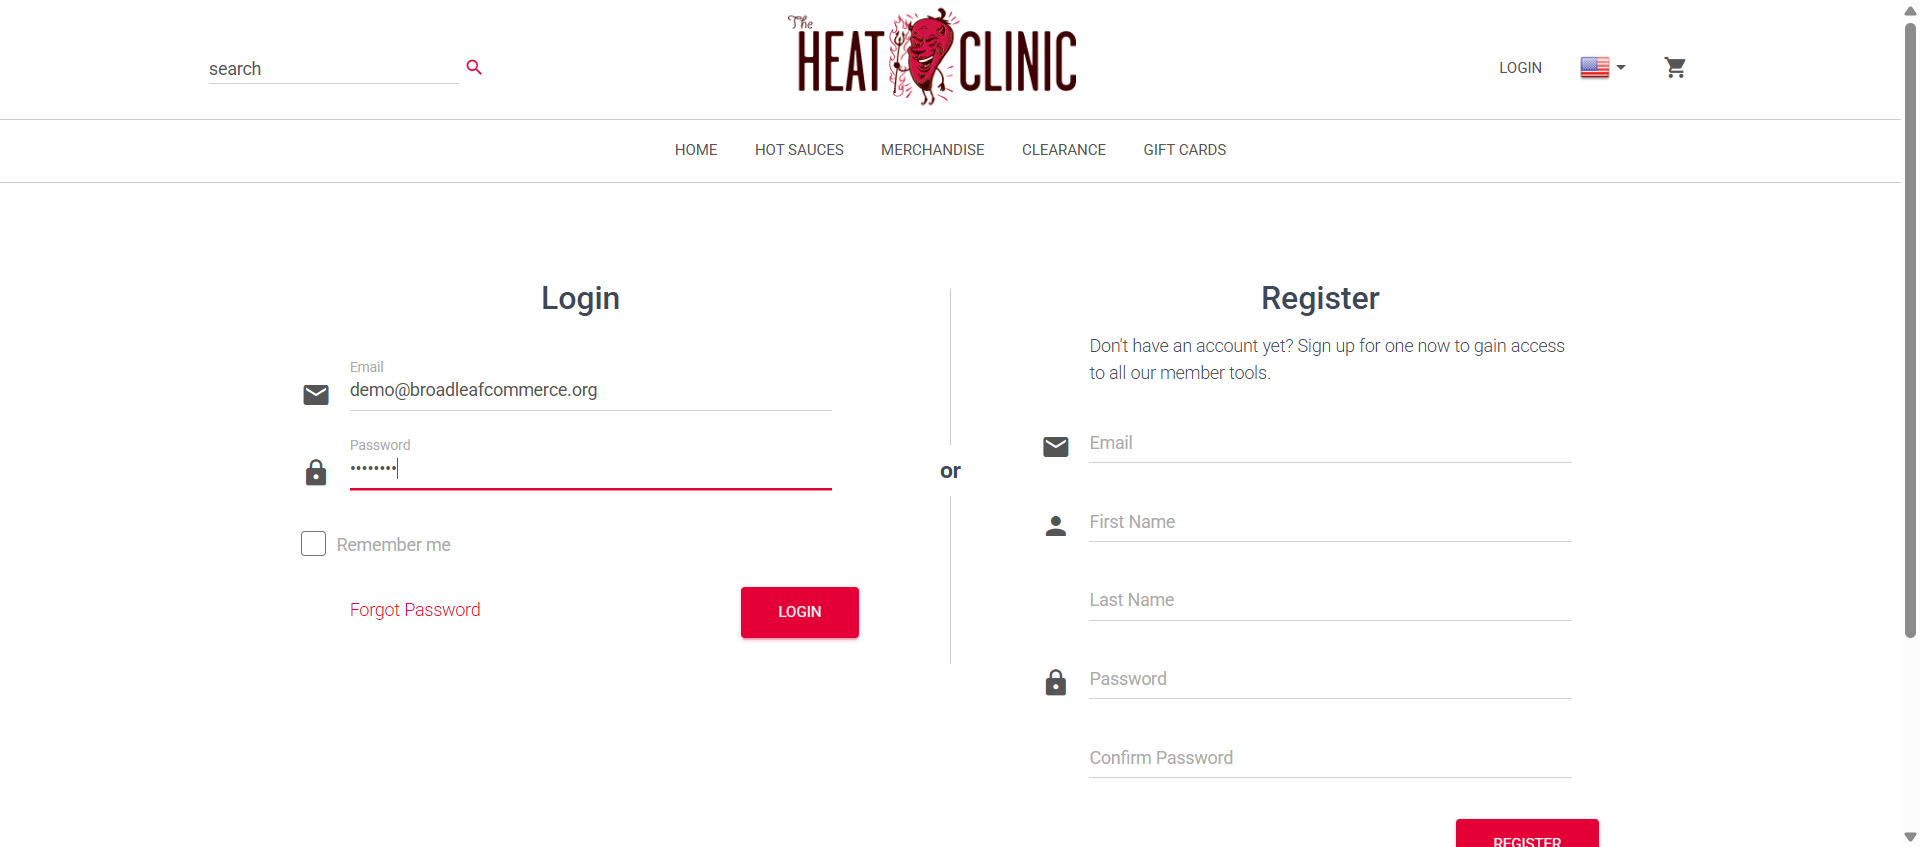 search
The
HEAT CLINIC
LOGIN
HOME HOT SAUCES MERCHANDISE CLEARANCE GIFT CARDS
Login
Email
demo@broadleafcommerce.org
Password
••••••••
Remember me
Forgot Password
LOGIN
or
Register
Don't have an account yet? Sign up for one now to gain access
to all our member tools.
Email
First Name
Last Name
Password
Confirm Password
REGISTER